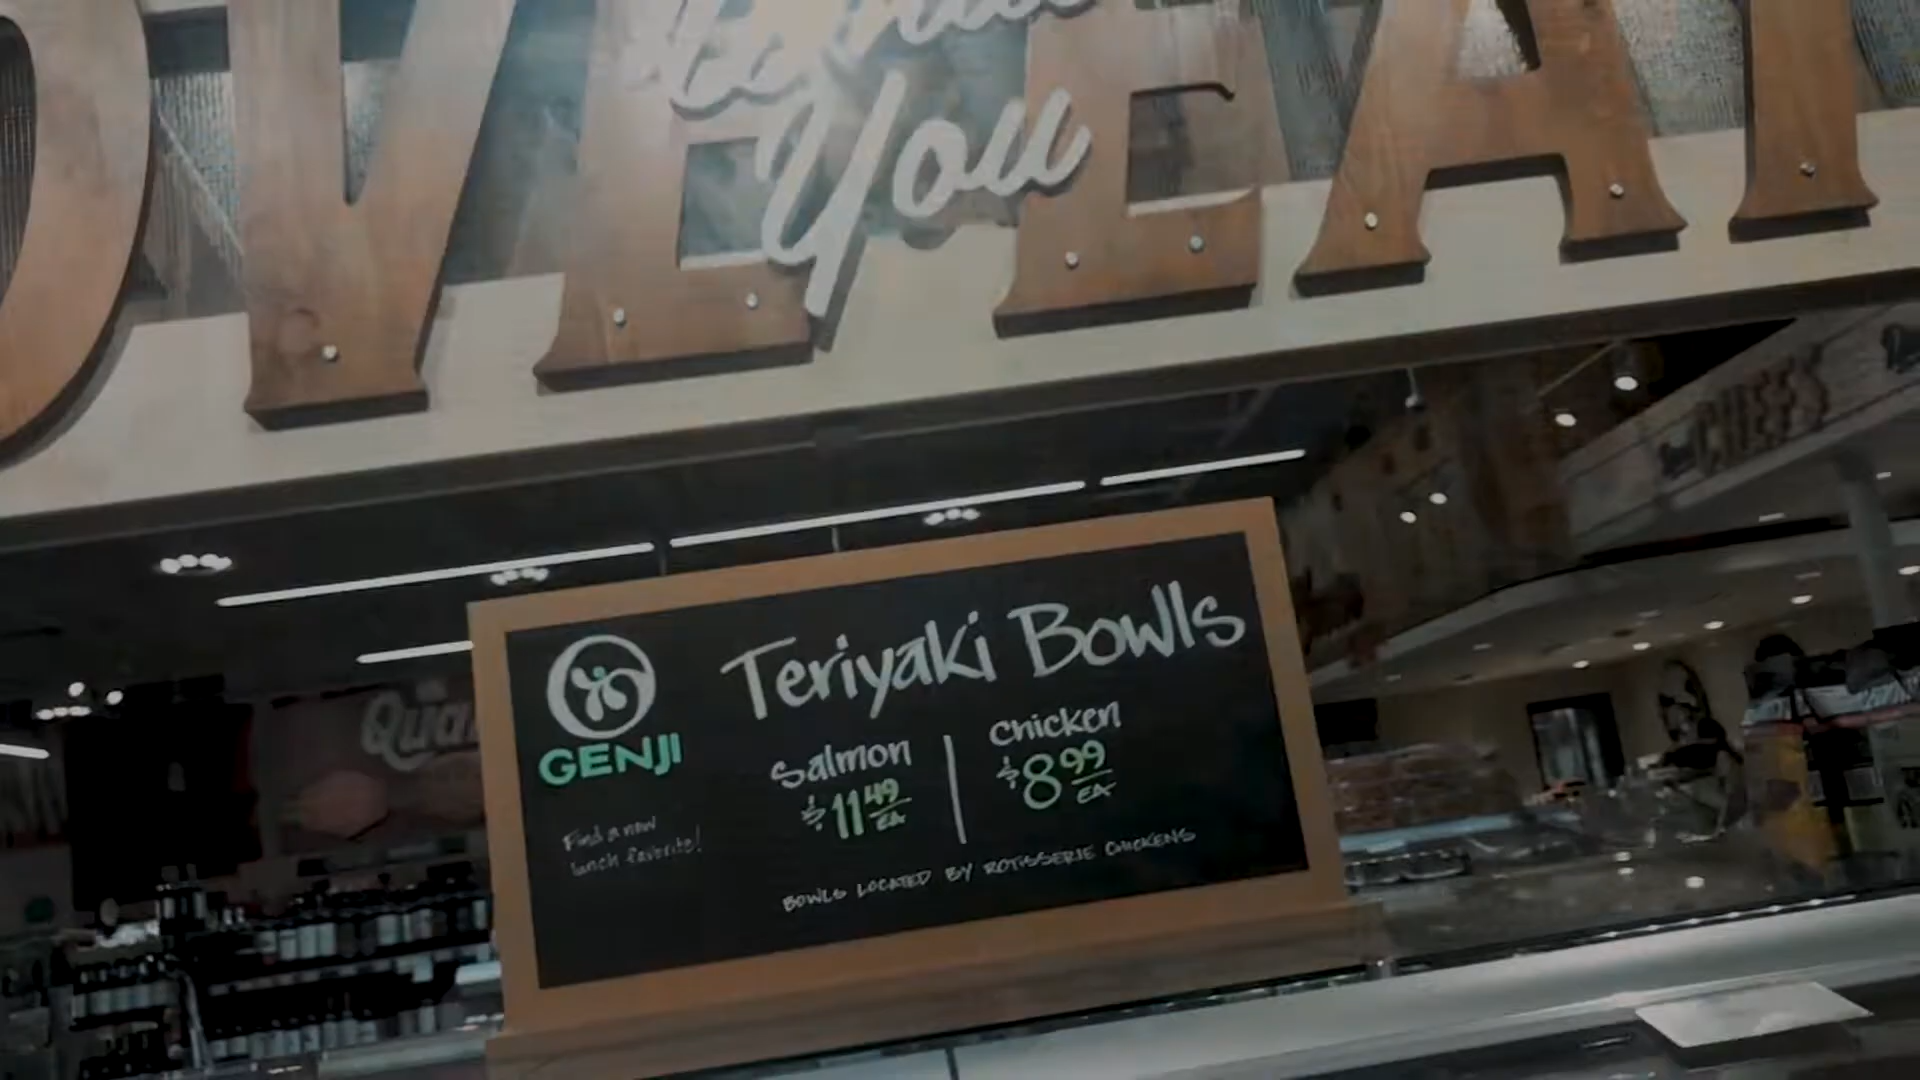 You
CHEF'S
GENJI
Teriyaki Bowls
Salmon
$11.49 EA
Chicken
$8.99 EA
Find a new
lunch favorite!
BOWLS LOCATED BY ROTISSERIE CHICKENS